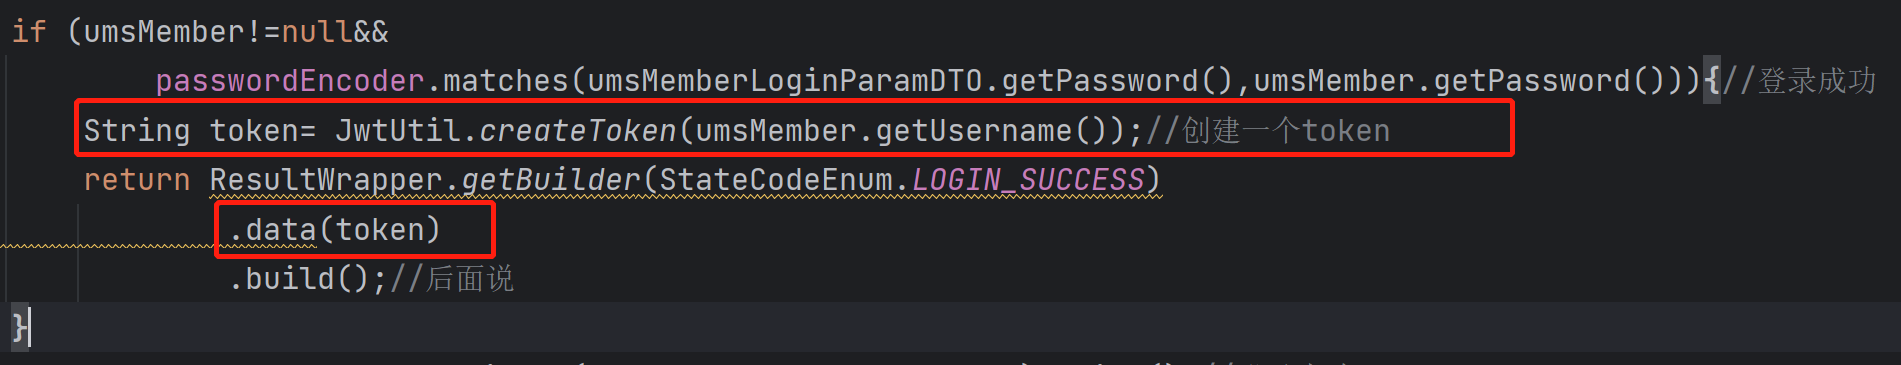 if (umsMember!=null&&
passwordEncoder.matches(umsMemberLoginParamDTO.getPassword(),umsMember.getPassword())){//登录成功
String token= JwtUtil.createToken(umsMember.getUsername());//创建一个token
return ResultWrapper.getBuilder(StateCodeEnum.LOGIN_SUCCESS)
.data(token)
.build();//后面说
}